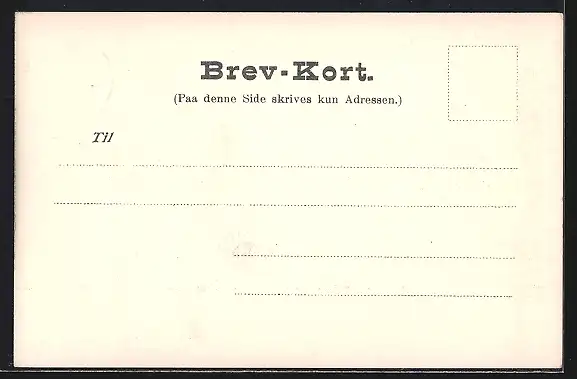 Brev-Kort.
(Paa denne Side skrives kun Adressen.)
Til